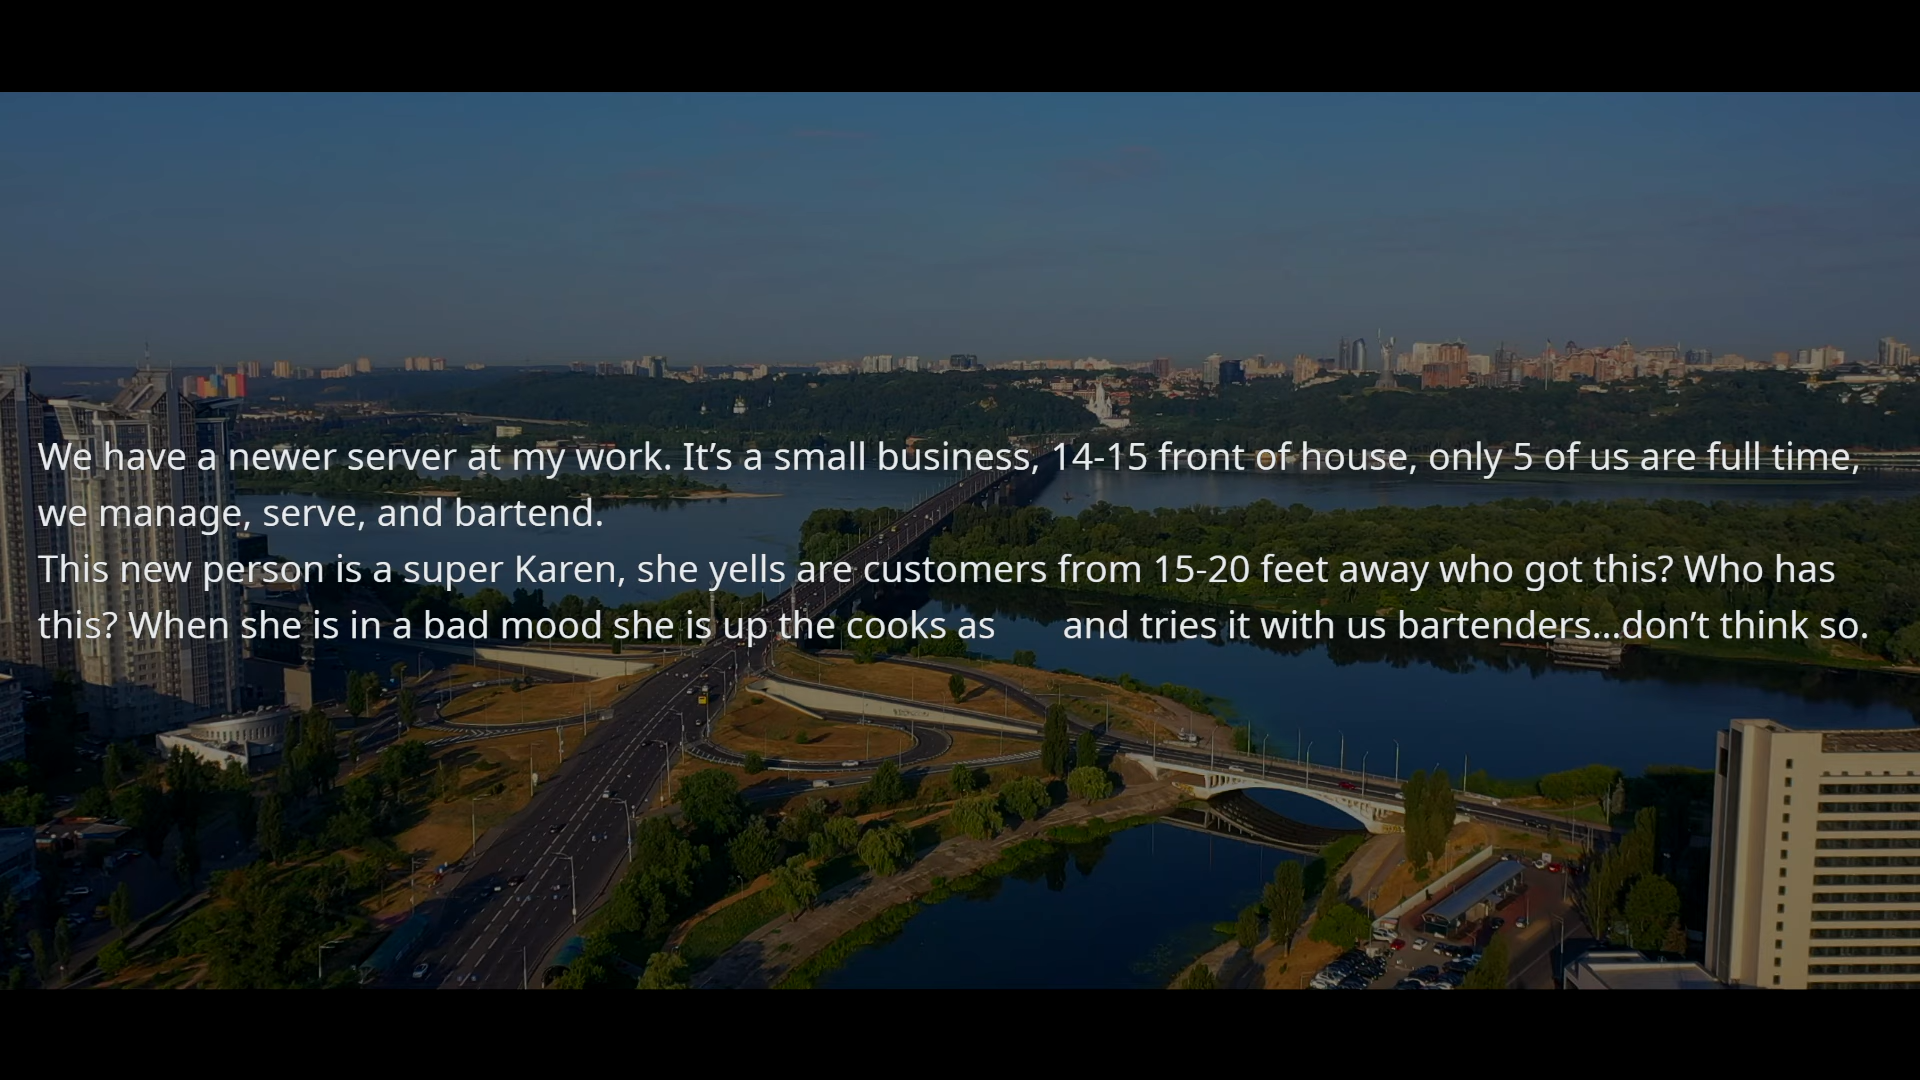 We have a newer server at my work. It’s a small business, 14-15 front of house, only 5 of us are full time,
we manage, serve, and bartend.
This new person is a super Karen, she yells are customers from 15-20 feet away who got this? Who has
this? When she is in a bad mood she is up the cooks as and tries it with us bartenders...don’t think so.